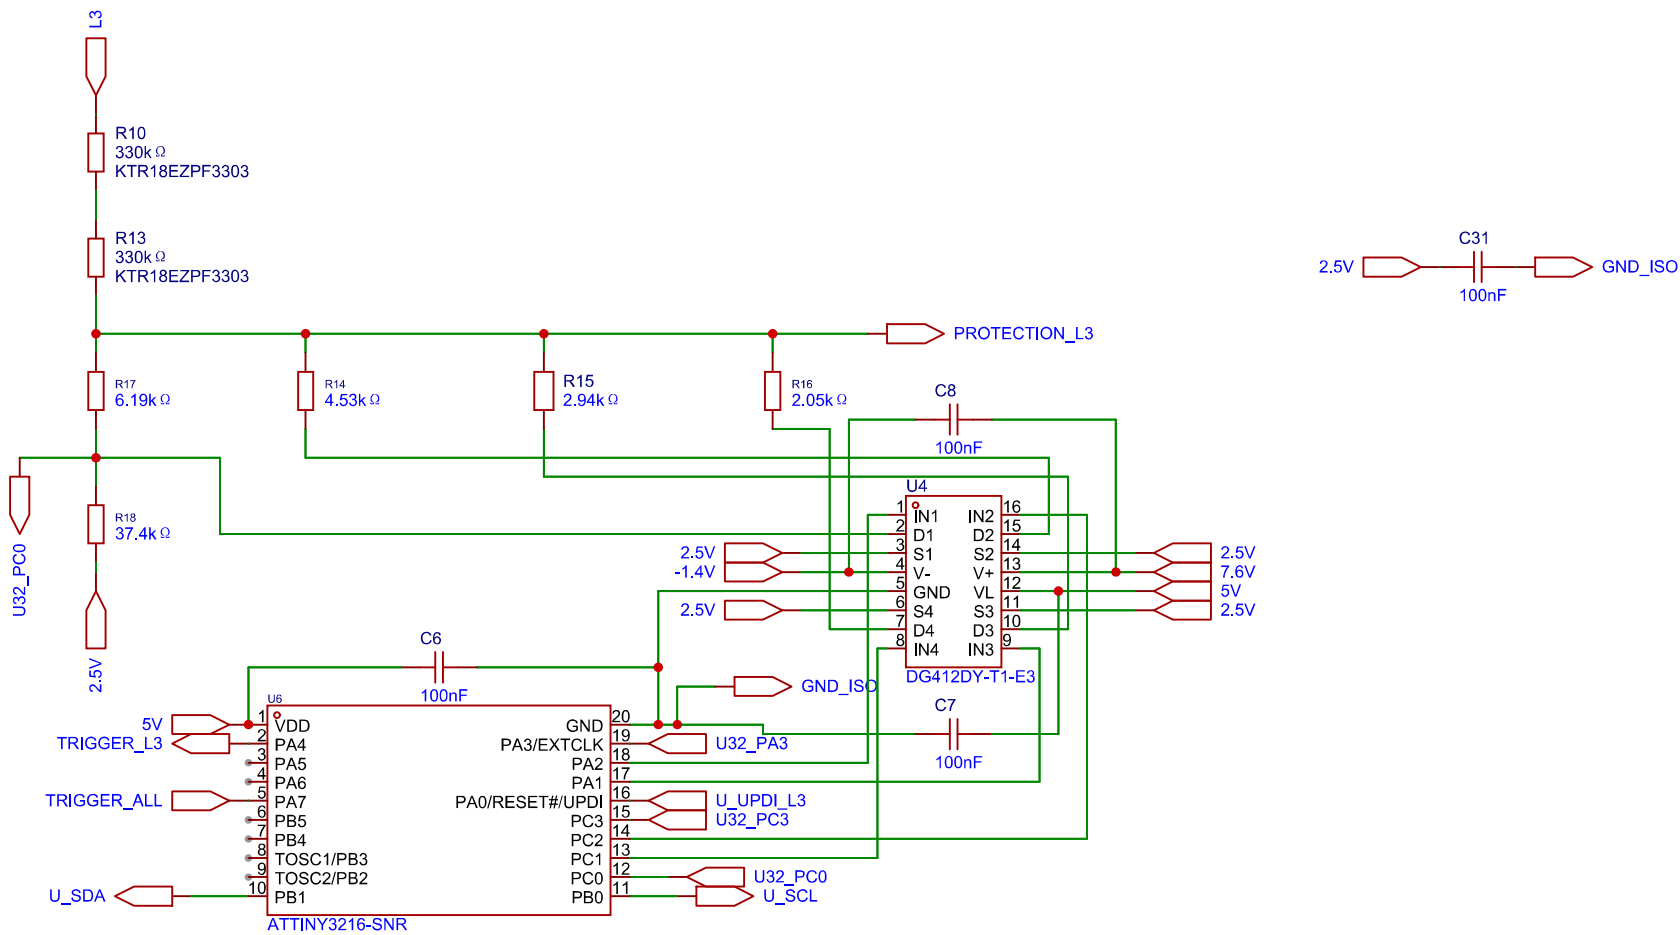 L3
R10
330kΩ
KTR18EZPF3303
R13
330kΩ
KTR18EZPF3303
C31
2.5V
GND_ISO
100nF
PROTECTION_L3
R17
6.19kΩ
R14
4.53kΩ
R15
2.94kΩ
R16
2.05kΩ
C8
100nF
R18
37.4kΩ
U32_PC0
2.5V
U4
1 IN1 IN2 16
2 D1 D2 15
2.5V 3 S1 S2 14 2.5V
-1.4V 4 V- V+ 13 7.6V
5 GND VL 12 5V
2.5V 6 S4 S3 11 2.5V
7 D4 D3 10
8 IN4 IN3 9
DG412DY-T1-E3
C6
100nF
GND_ISO
C7
100nF
U6
5V 1 VDD GND 20
TRIGGER_L3 2 PA4 PA3/EXTCLK 19 U32_PA3
3 PA5 PA2 18
4 PA6 PA1 17
TRIGGER_ALL 5 PA7 PA0/RESET#/UPDI 16 U_UPDI_L3
6 PB5 PC3 15 U32_PC3
7 PB4 PC2 14
8 TOSC1/PB3 PC1 13
9 TOSC2/PB2 PC0 12 U32_PC0
U_SDA 10 PB1 PB0 11 U_SCL
ATTINY3216-SNR